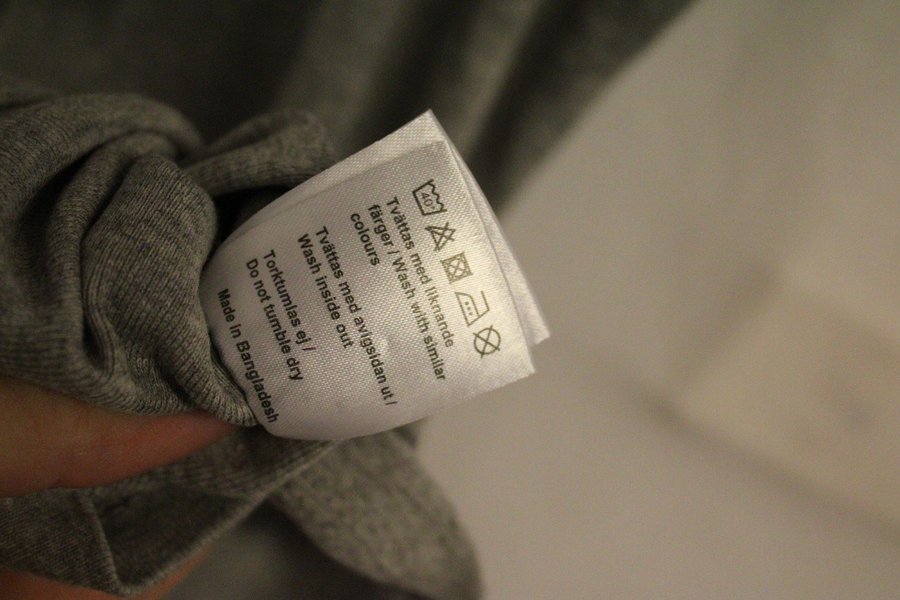 40°
Tvättas med liknande
färger / Wash with similar
colours
Tvättas med avigsidan ut /
Wash inside out
Torktumlas ej /
Do not tumble dry
Made in Bangladesh